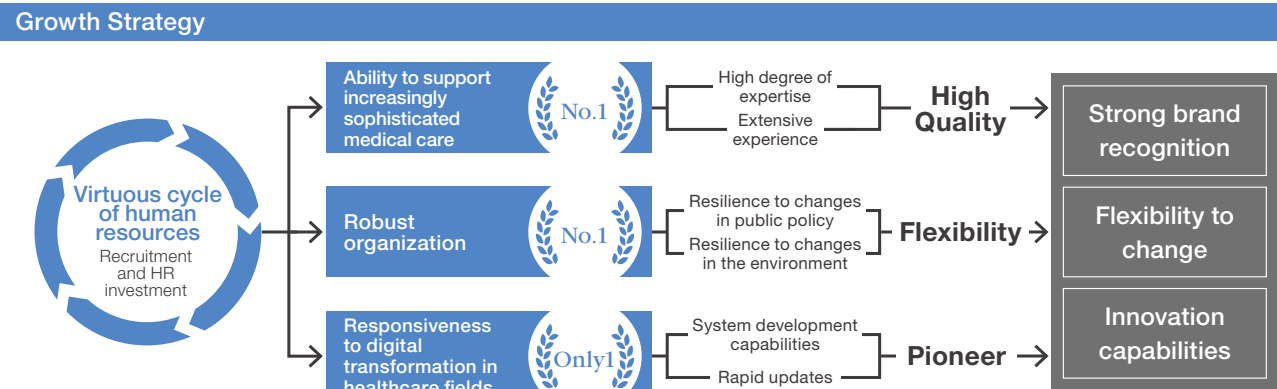 Growth Strategy
Virtuous cycle
of human
resources
Recruitment
and HR
investment
Ability to support
increasingly
sophisticated
medical care
No.1
High degree of
expertise
Extensive
experience
High
Quality
Strong brand
recognition
Robust
organization
No.1
Resilience to changes
in public policy
Resilience to changes
in the environment
Flexibility
Flexibility to
change
Responsiveness
to digital
transformation in
healthcare fields
Only1
System development
capabilities
Rapid updates
Pioneer
Innovation
capabilities